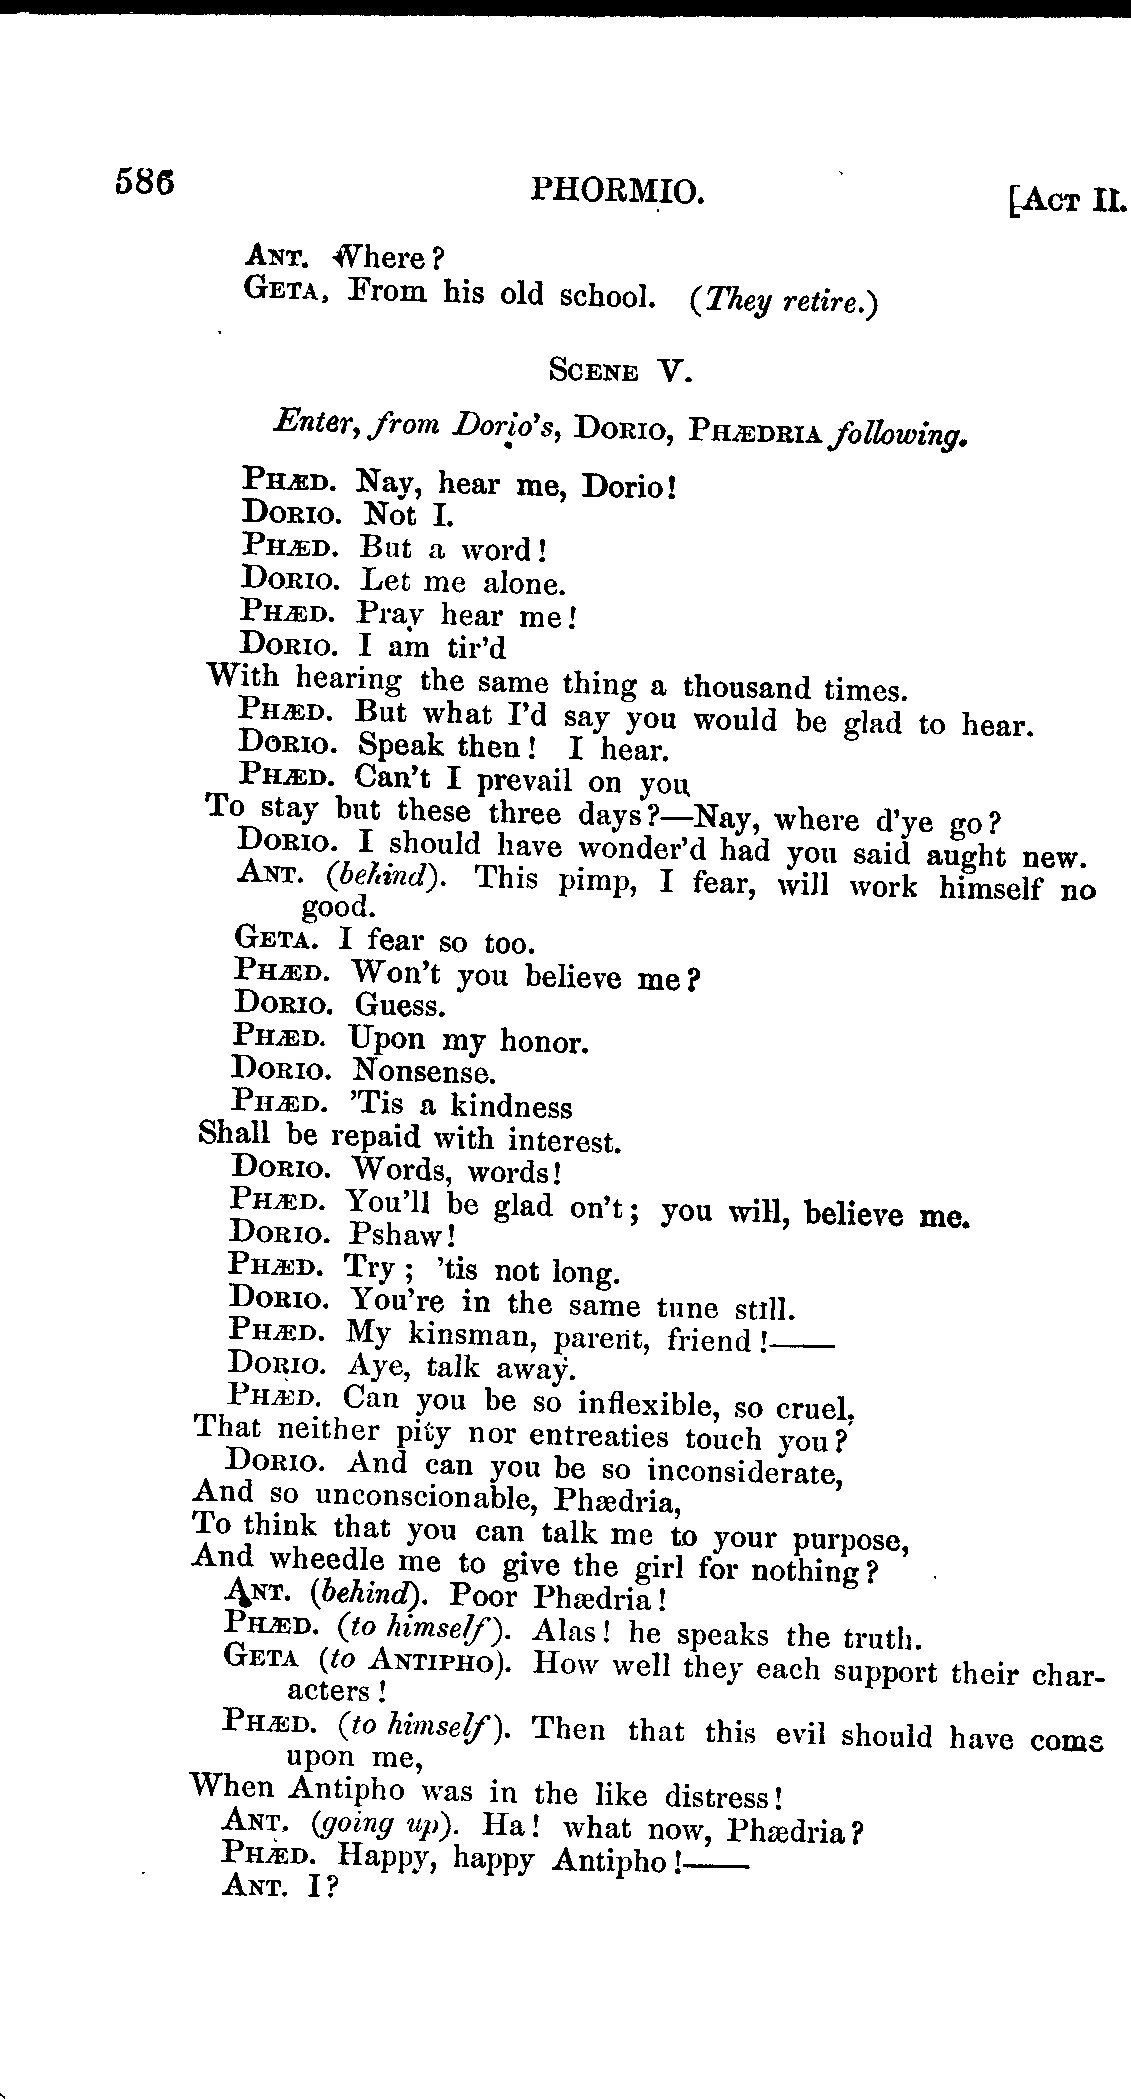 586 PHORMIO. [ACT II.
ANT. Where?
GETA, From his old school. (They retire.)
SCENE V.
Enter, from Dorio's, DORIO, PHÆDRIA following.
PHÆD. Nay, hear me, Dorio!
DORIO. Not I.
PHÆD. But a word!
DORIO. Let me alone.
PHÆD. Pray hear me!
DORIO. I am tir'd
With hearing the same thing a thousand times.
PHÆD. But what I'd say you would be glad to hear.
DORIO. Speak then! I hear.
PHÆD. Can't I prevail on you
To stay but these three days?—Nay, where d'ye go?
DORIO. I should have wonder'd had you said aught new.
ANT. (behind). This pimp, I fear, will work himself no
good.
GETA. I fear so too.
PHÆD. Won't you believe me?
DORIO. Guess.
PHÆD. Upon my honor.
DORIO. Nonsense.
PHÆD. 'Tis a kindness
Shall be repaid with interest.
DORIO. Words, words!
PHÆD. You'll be glad on't; you will, believe me.
DORIO. Pshaw!
PHÆD. Try; 'tis not long.
DORIO. You're in the same tune still.
PHÆD. My kinsman, parent, friend!——
DORIO. Aye, talk away.
PHÆD. Can you be so inflexible, so cruel,
That neither pity nor entreaties touch you?
DORIO. And can you be so inconsiderate,
And so unconscionable, Phædria,
To think that you can talk me to your purpose,
And wheedle me to give the girl for nothing?
ANT. (behind). Poor Phædria!
PHÆD. (to himself). Alas! he speaks the truth.
GETA (to ANTIPHO). How well they each support their char-
acters!
PHÆD. (to himself). Then that this evil should have come
upon me,
When Antipho was in the like distress!
ANT. (going up). Ha! what now, Phædria?
PHÆD. Happy, happy Antipho!——
ANT. I?